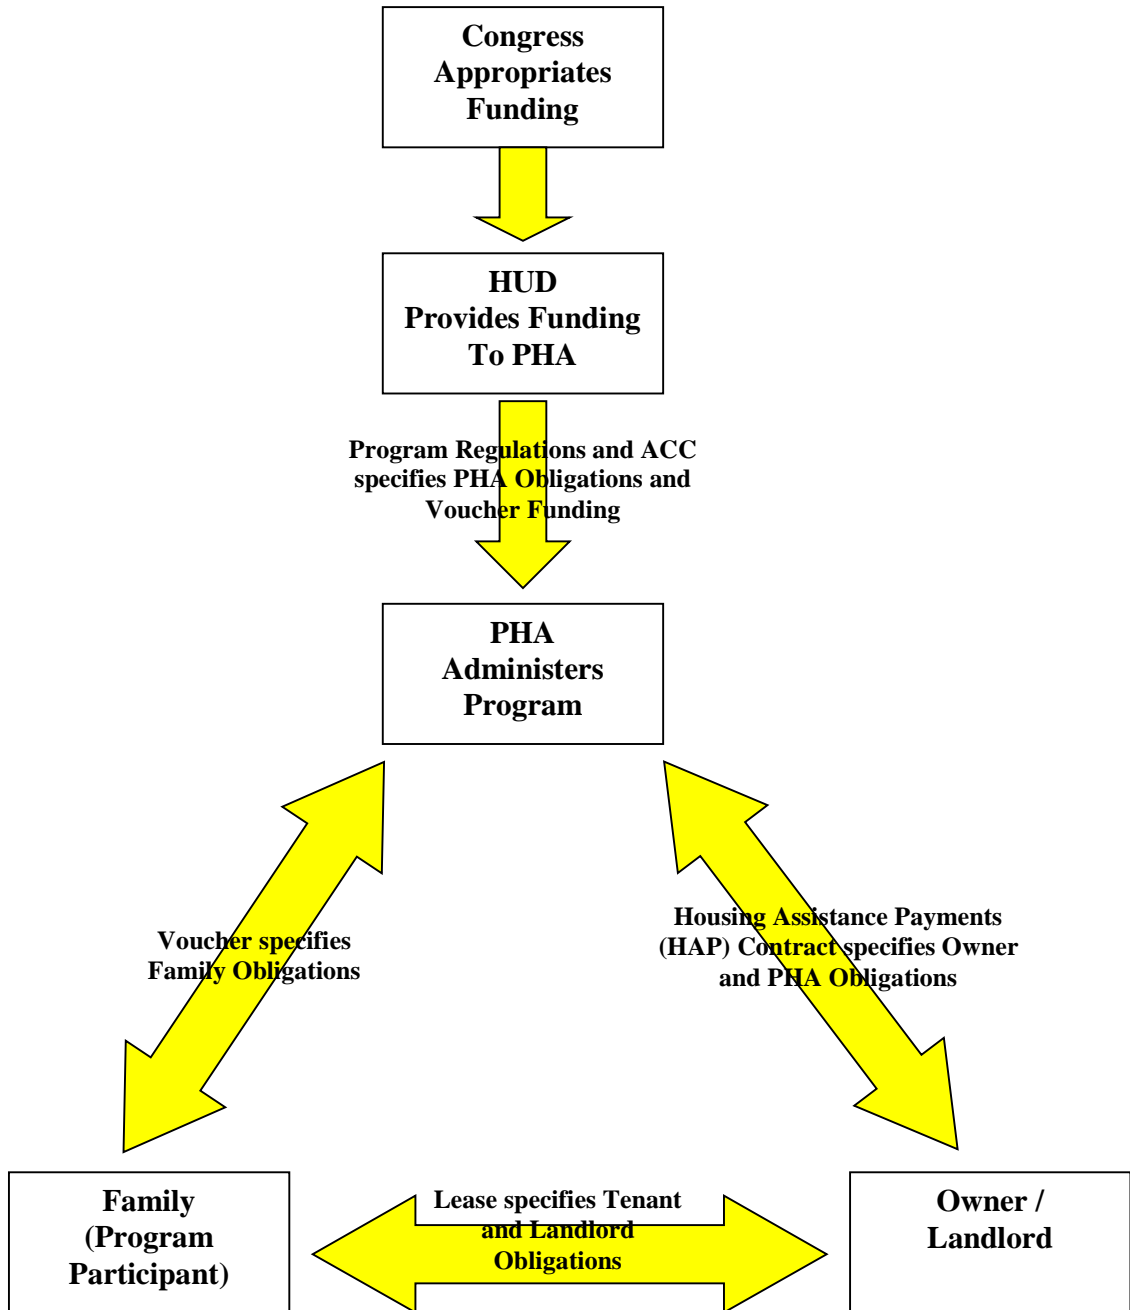 Congress
Appropriates
Funding
HUD
Provides Funding
To PHA
Program Regulations and ACC
specifies PHA Obligations and
Voucher Funding
PHA
Administers
Program
Voucher specifies
Family Obligations
Housing Assistance Payments
(HAP) Contract specifies Owner
and PHA Obligations
Family
(Program
Participant)
Lease specifies Tenant
and Landlord
Obligations
Owner /
Landlord